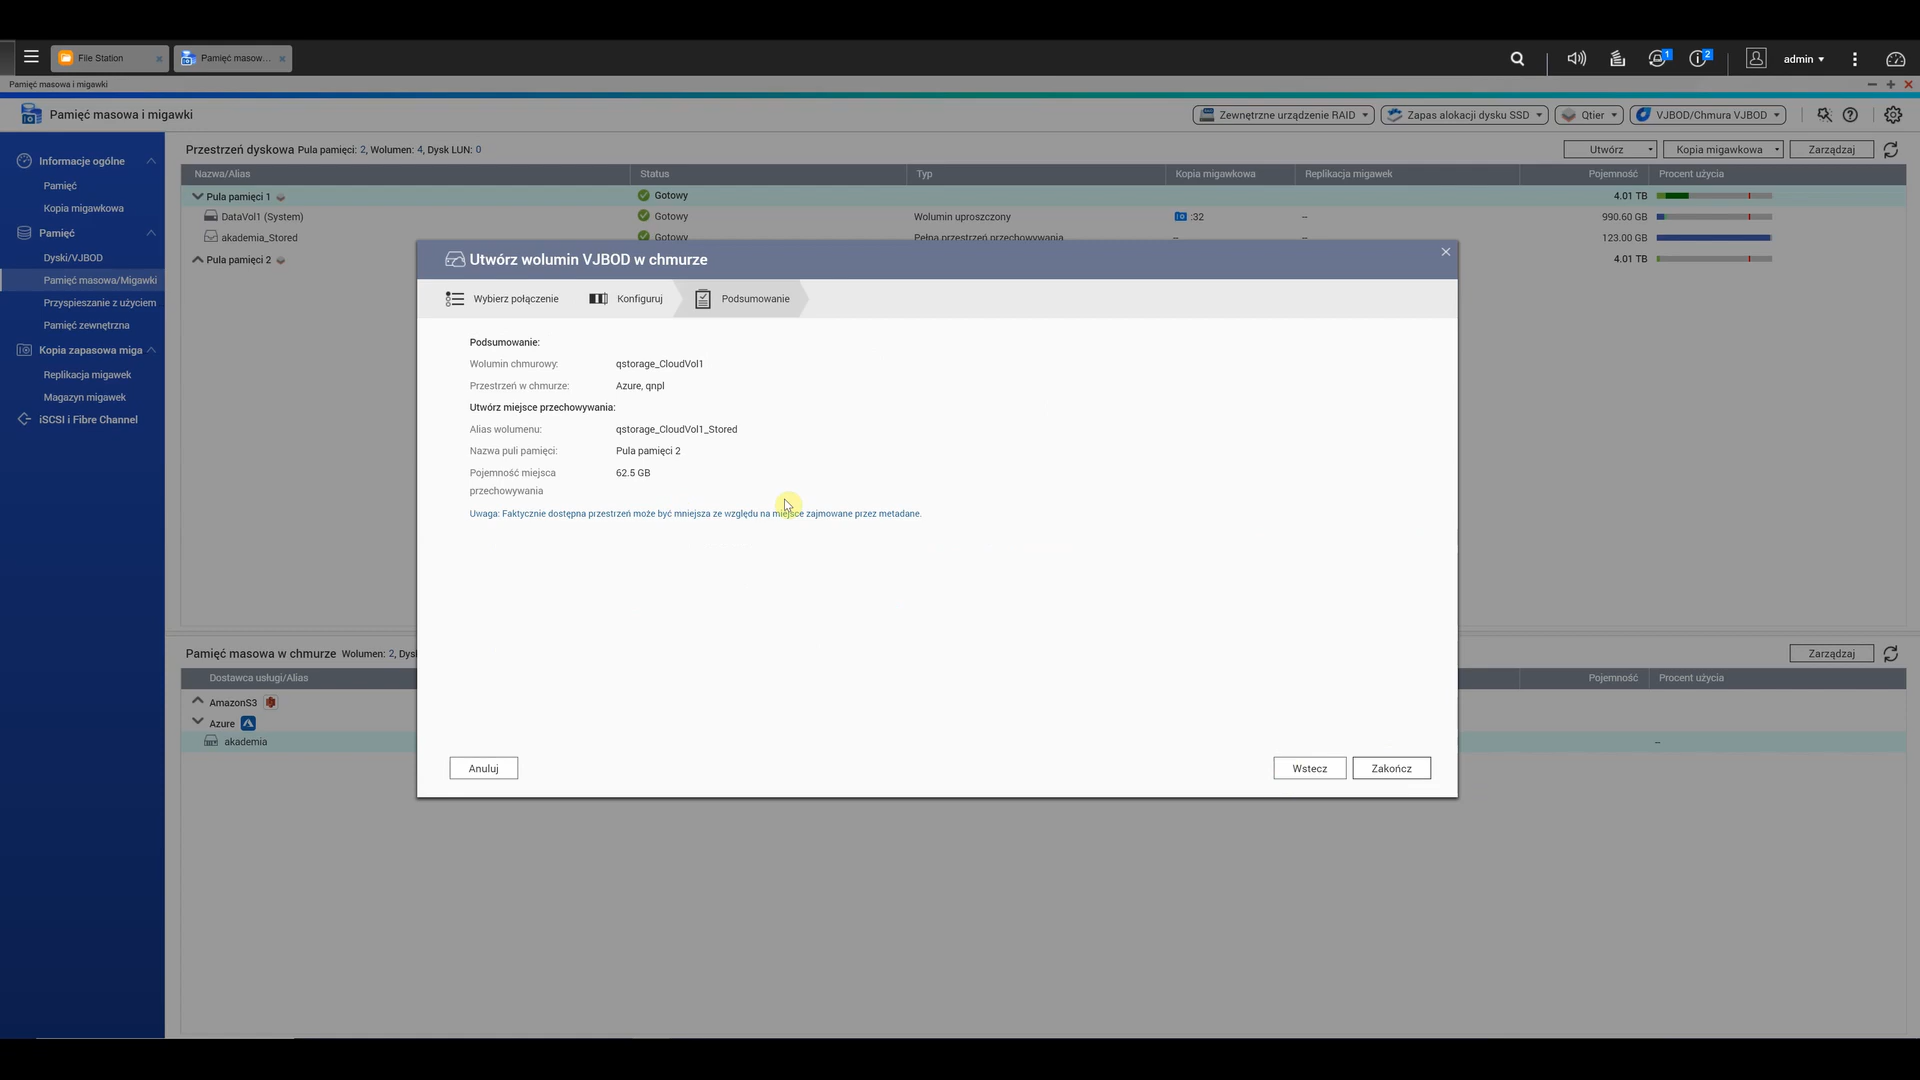 File Station
Pamięć masow...
1
2
admin
Pamięć masowa i migawki
Pamięć masowa i migawki
Zewnętrzne urządzenie RAID
Zapas alokacji dysku SSD
Qtier
VJBOD/Chmura VJBOD
Informacje ogólne
Pamięć
Kopia migawkowa
Pamięć
Dyski/VJBOD
Pamięć masowa/Migawki
Przyspieszanie z użyciem
Pamięć zewnętrzna
Kopia zapasowa miga
Replikacja migawek
Magazyn migawek
iSCSI i Fibre Channel
Przestrzeń dyskowa Pula pamięci: 2, Wolumen: 4, Dysk LUN: 0
Utwórz
Kopia migawkowa
Zarządzaj
Nazwa/Alias Status Typ Kopia migawkowa Replikacja migawek Pojemność Procent użycia
Pula pamięci 1 Gotowy 4.01 TB
DataVol1 (System) Gotowy Wolumin uproszczony :32 -- 990.60 GB
akademia_Stored Gotowy Pełna przestrzeń przechowywania -- -- 123.00 GB
Pula pamięci 2 4.01 TB
Utwórz wolumin VJBOD w chmurze
Wybierz połączenie
Konfiguruj
Podsumowanie
Podsumowanie:
Wolumin chmurowy: qstorage_CloudVol1
Przestrzeń w chmurze: Azure, qnpl
Utwórz miejsce przechowywania:
Alias wolumenu: qstorage_CloudVol1_Stored
Nazwa puli pamięci: Pula pamięci 2
Pojemność miejsca 62.5 GB
przechowywania
Uwaga: Faktycznie dostępna przestrzeń może być mniejsza ze względu na miejsce zajmowane przez metadane.
Anuluj
Wstecz
Zakończ
Pamięć masowa w chmurze Wolumen: 2, Dysk
Zarządzaj
Dostawca usługi/Alias Pojemność Procent użycia
AmazonS3
Azure
akademia --